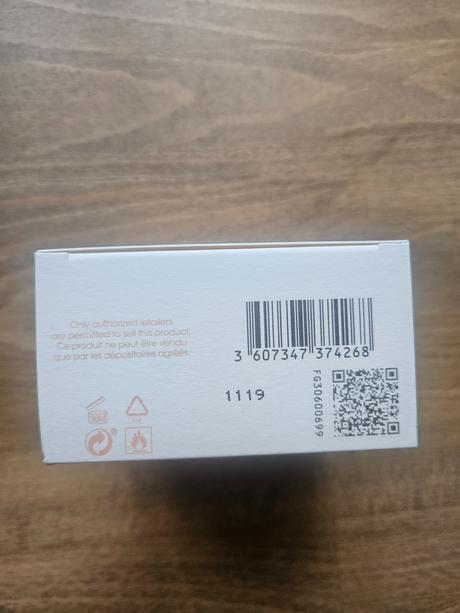 Only authorized retailers
are permitted to sell this product.
Ce produit ne peut être vendu
que par les dépositaires agréés.
3 607347 374268
1119
FG30600699